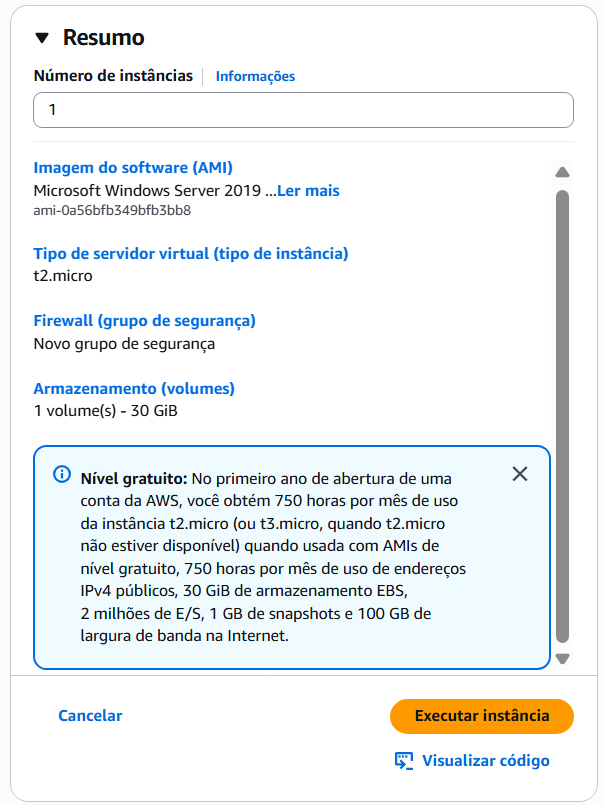 Resumo
Número de instâncias Informações
1
Imagem do software (AMI)
Microsoft Windows Server 2019 ...Ler mais
ami-0a56bfb349bfb3bb8
Tipo de servidor virtual (tipo de instância)
t2.micro
Firewall (grupo de segurança)
Novo grupo de segurança
Armazenamento (volumes)
1 volume(s) - 30 GiB
Nível gratuito: No primeiro ano de abertura de uma
conta da AWS, você obtém 750 horas por mês de uso
da instância t2.micro (ou t3.micro, quando t2.micro
não estiver disponível) quando usada com AMIs de
nível gratuito, 750 horas por mês de uso de endereços
IPv4 públicos, 30 GiB de armazenamento EBS,
2 milhões de E/S, 1 GB de snapshots e 100 GB de
largura de banda na Internet.
Cancelar
Executar instância
Visualizar código